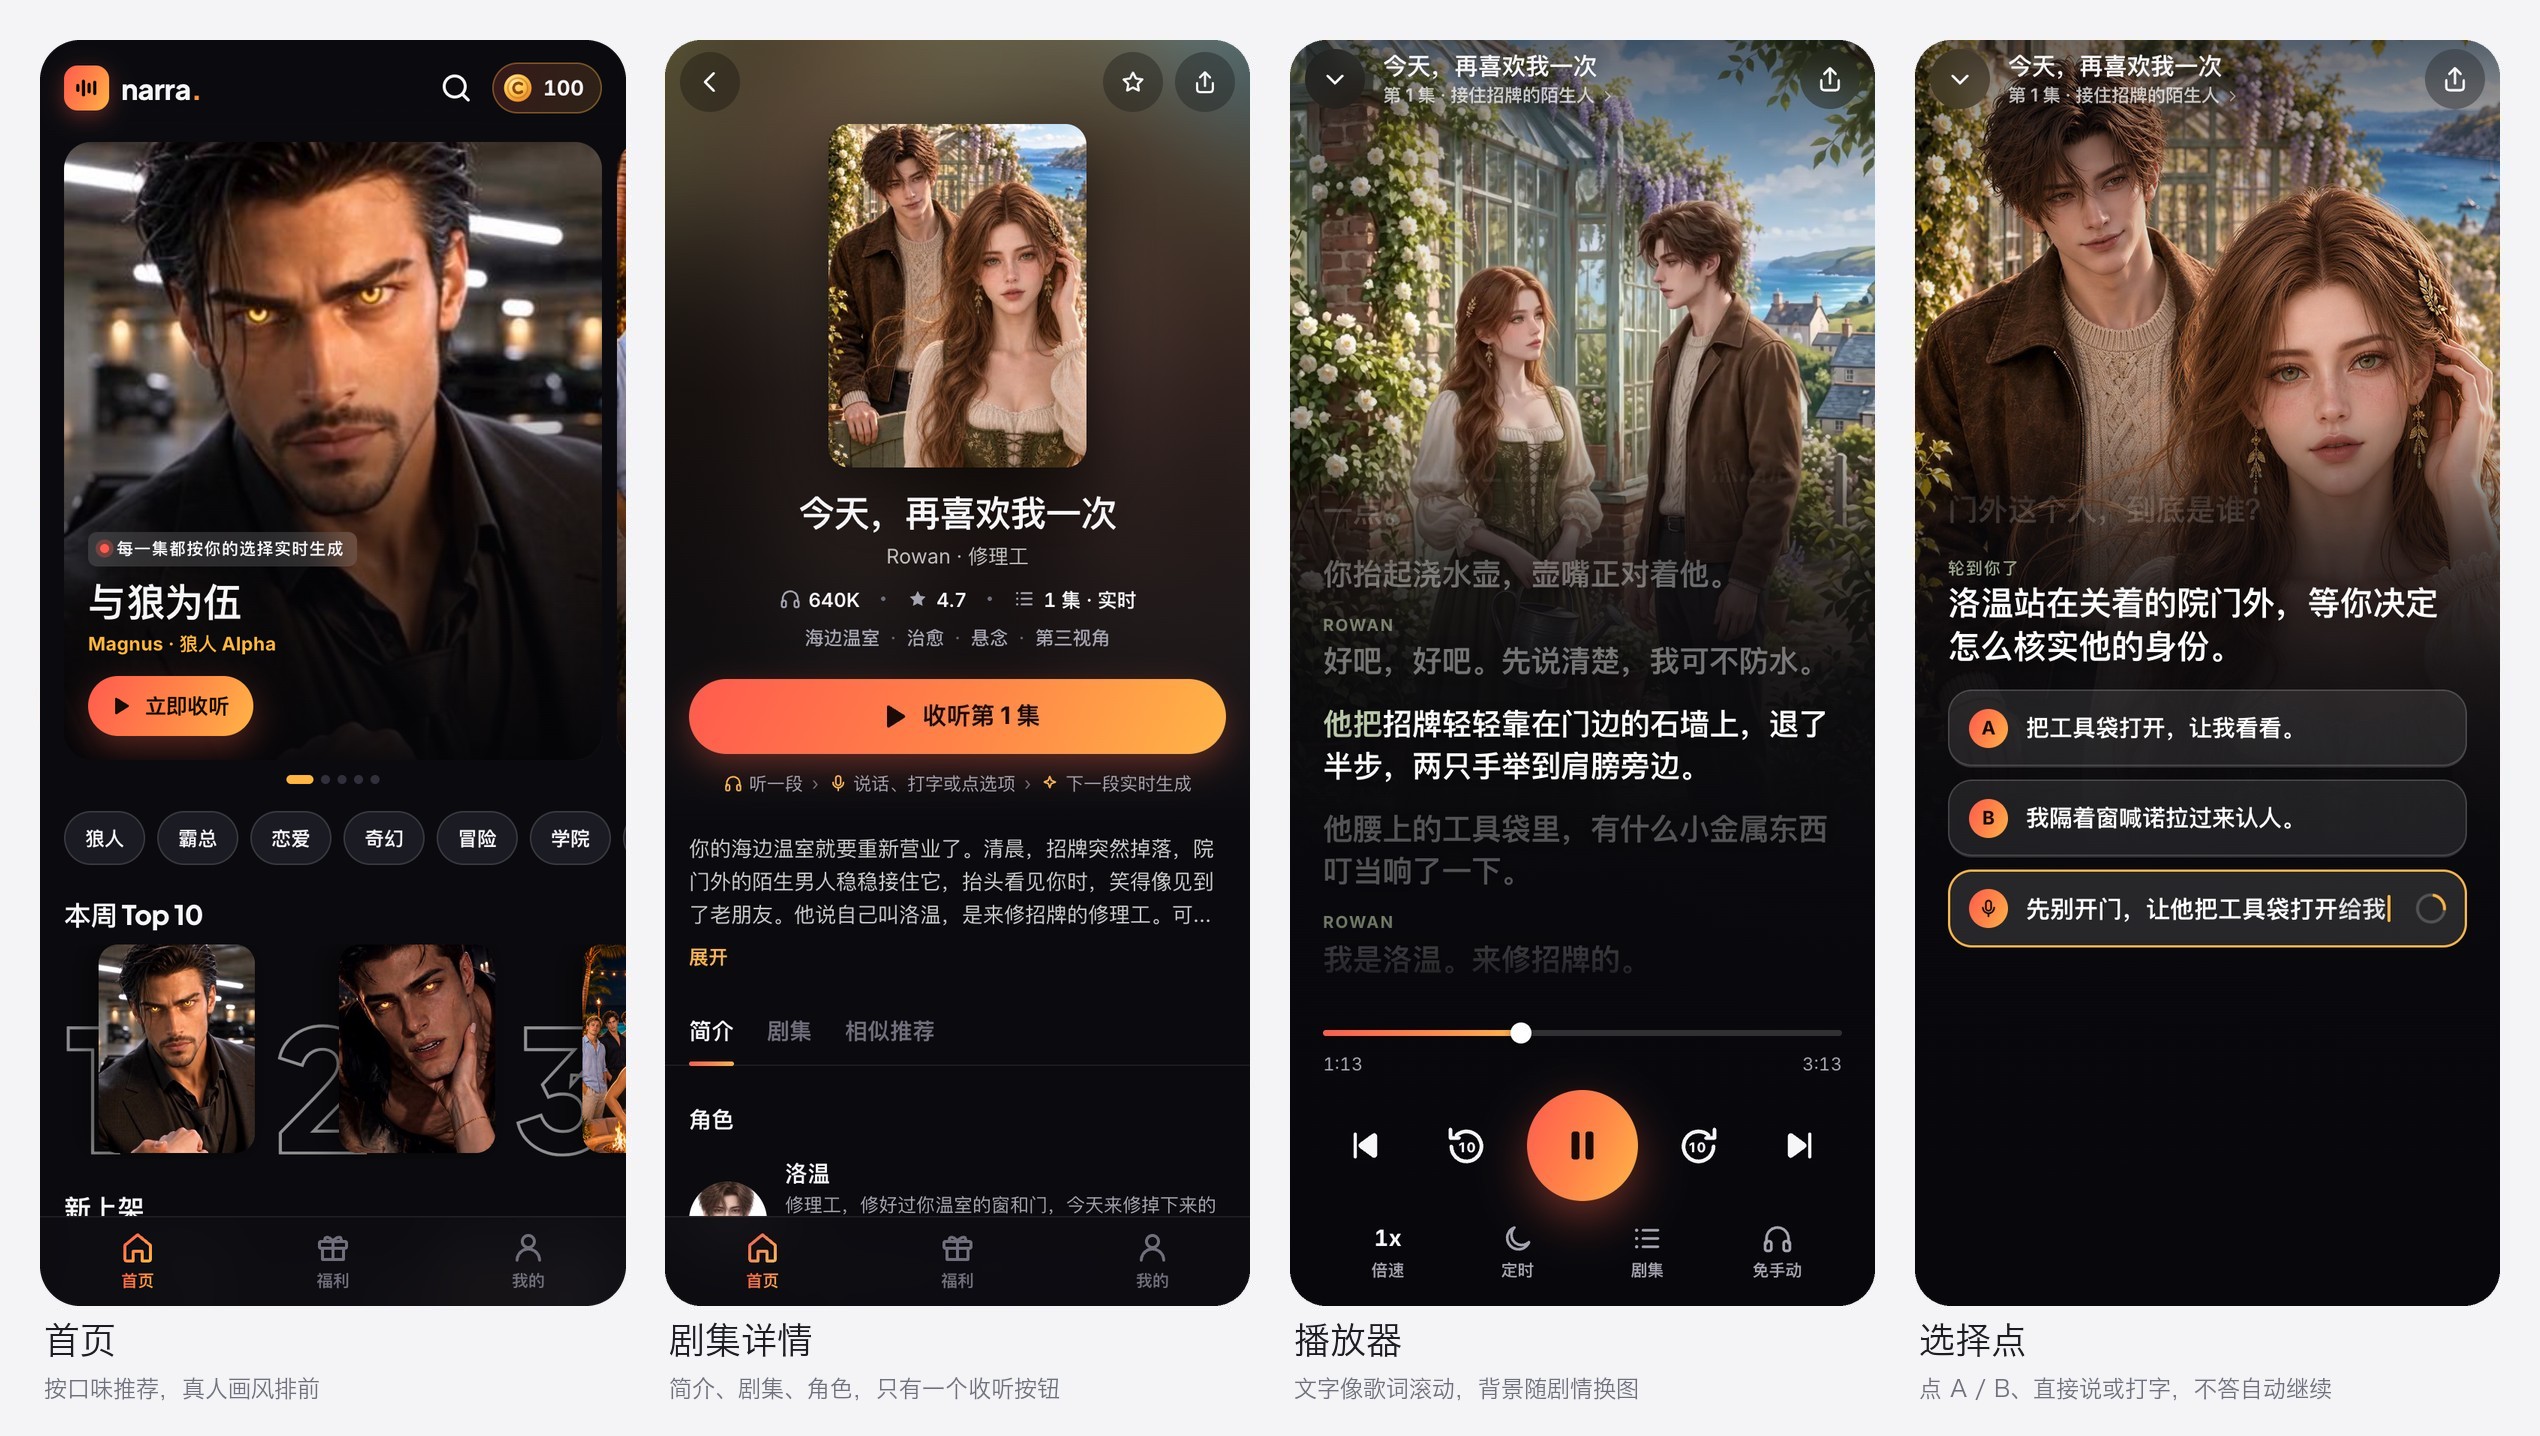 narra.
100
每一集都按你的选择实时生成
与狼为伍
Magnus · 狼人 Alpha
立即收听
狼人
霸总
恋爱
奇幻
冒险
学院
本周 Top 10
1
2
3
新上架
首页
福利
我的
首页
按口味推荐，真人画风排前
今天，再喜欢我一次
Rowan · 修理工
640K · 4.7 · 1 集 · 实时
海边温室 · 治愈 · 悬念 · 第三视角
收听第 1 集
听一段 › 说话、打字或点选项 › 下一段实时生成
你的海边温室就要重新营业了。清晨，招牌突然掉落，院
门外的陌生男人稳稳接住它，抬头看见你时，笑得像见到
了老朋友。他说自己叫洛温，是来修招牌的修理工。可...
展开
简介
剧集
相似推荐
角色
洛温
修理工，修好过你温室的窗和门，今天来修掉下来的
首页
福利
我的
剧集详情
简介、剧集、角色，只有一个收听按钮
今天，再喜欢我一次
第 1 集 · 接住招牌的陌生人 ›
一点。
你抬起浇水壶，壶嘴正对着他。
ROWAN
好吧，好吧。先说清楚，我可不防水。
他把招牌轻轻靠在门边的石墙上，退了
半步，两只手举到肩膀旁边。
他腰上的工具袋里，有什么小金属东西
叮当响了一下。
ROWAN
我是洛温。来修招牌的。
1:13
3:13
10
10
1x
倍速
定时
剧集
免手动
播放器
文字像歌词滚动，背景随剧情换图
今天，再喜欢我一次
第 1 集 · 接住招牌的陌生人 ›
门外这个人，到底是谁？
轮到你了
洛温站在关着的院门外，等你决定
怎么核实他的身份。
A 把工具袋打开，让我看看。
B 我隔着窗喊诺拉过来认人。
先别开门，让他把工具袋打开给我
选择点
点 A / B、直接说或打字，不答自动继续